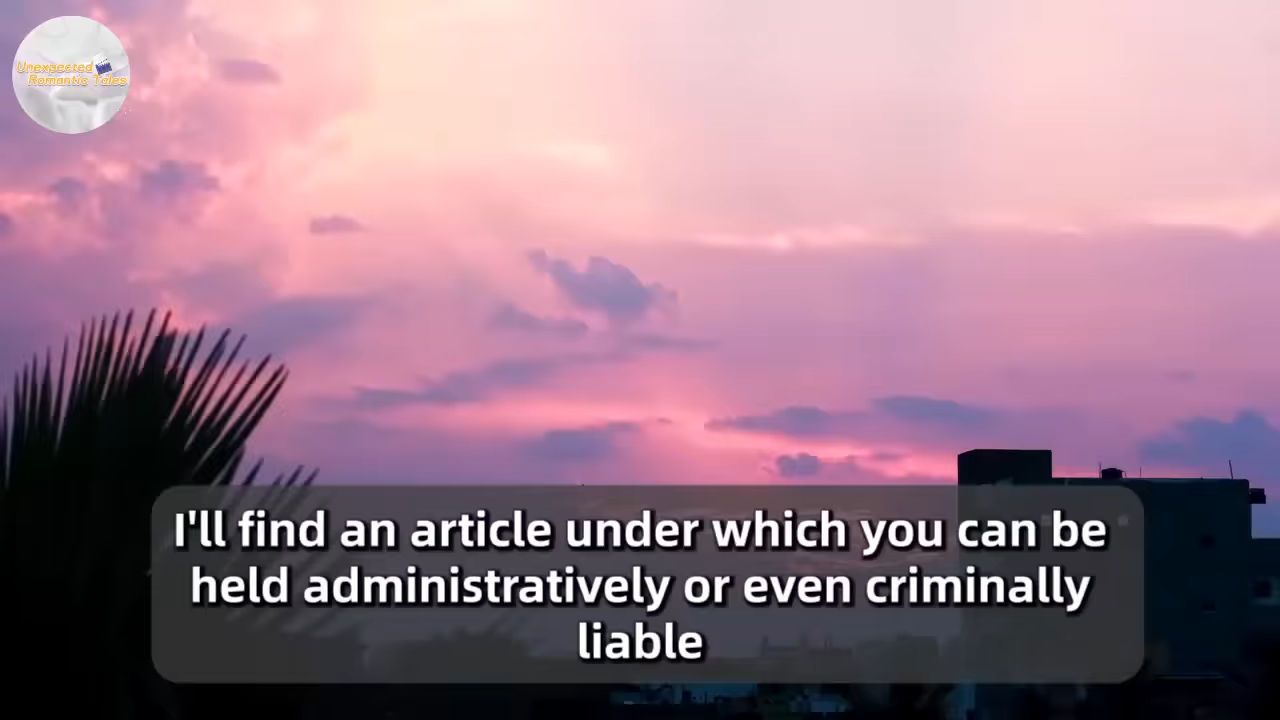 Unexpected
Romantic Tales
I'll find an article under which you can be
held administratively or even criminally
liable